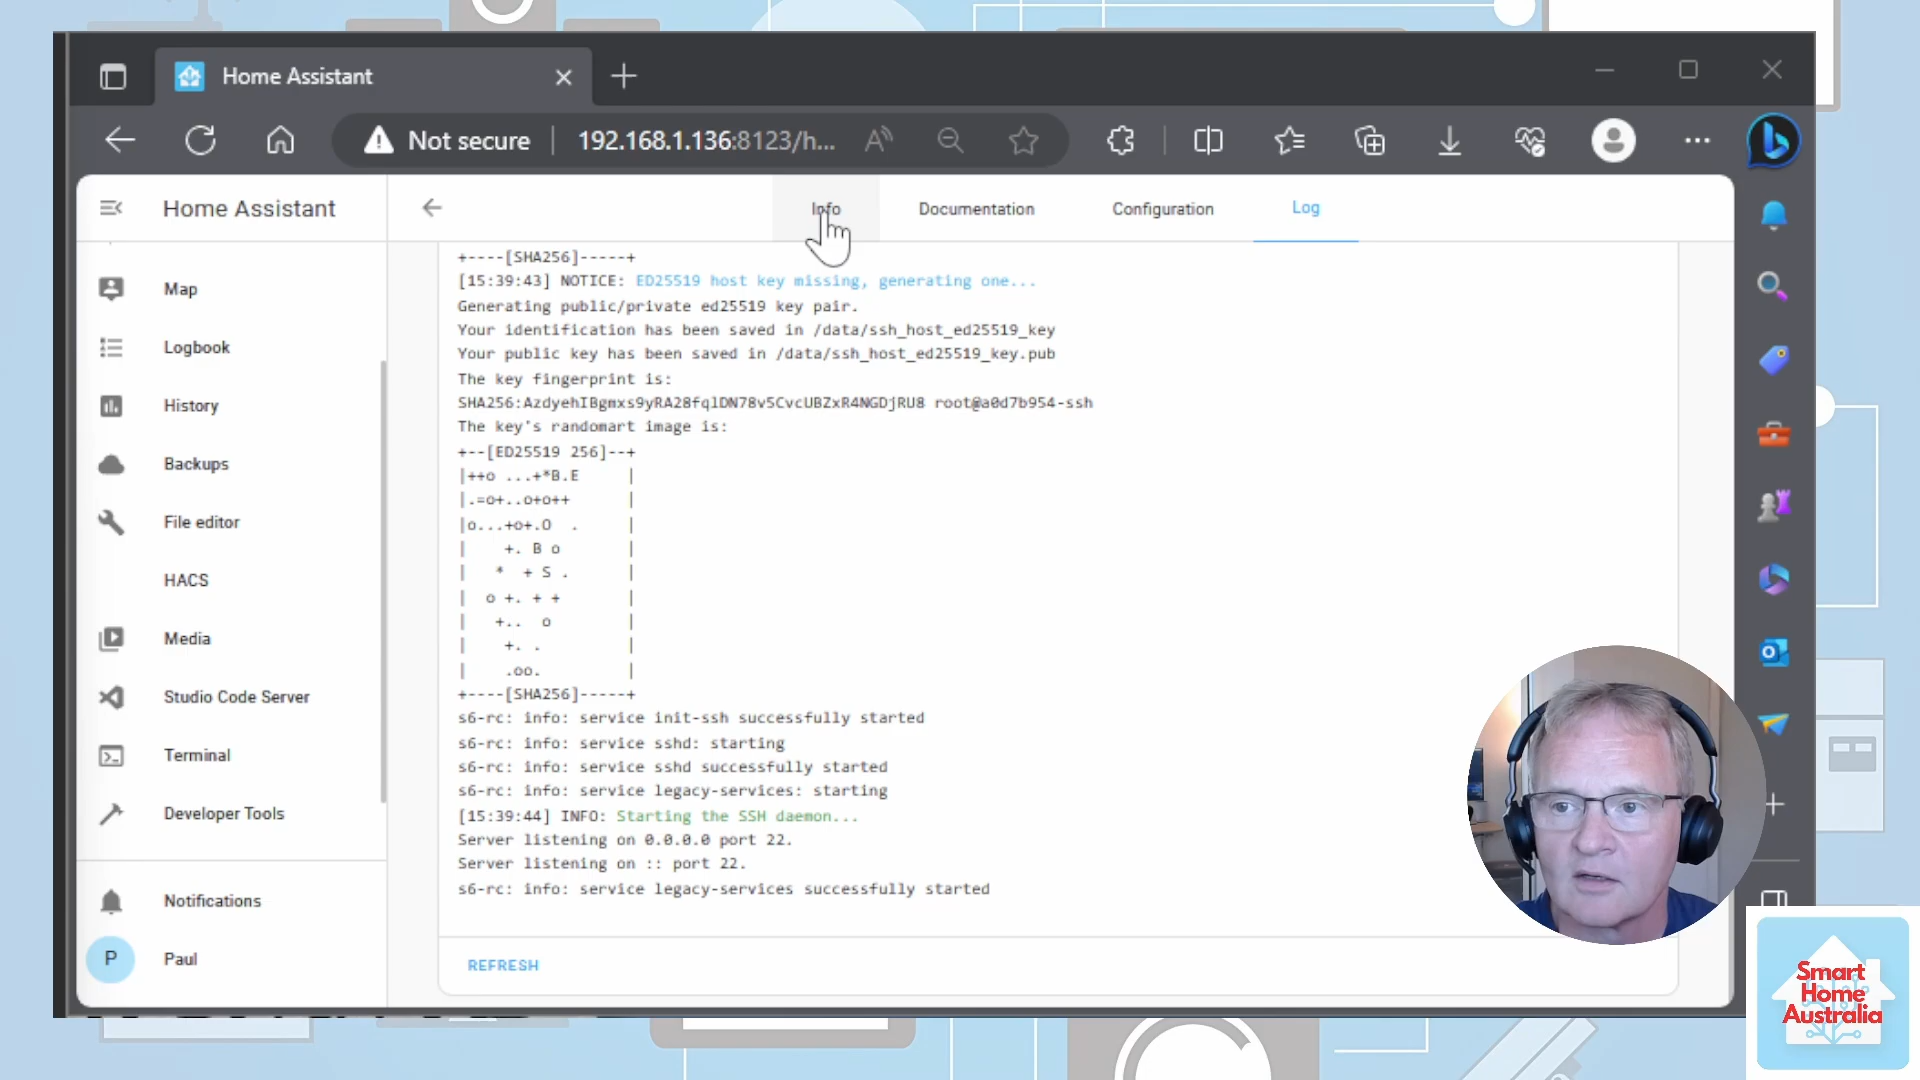 Home Assistant
Not secure
192.168.1.136:8123/h...
Home Assistant
Info
Documentation
Configuration
Log
Map
Logbook
History
Backups
File editor
HACS
Media
Studio Code Server
Terminal
Developer Tools
Notifications
P
Paul
+----[SHA256]-----+
[15:39:43] NOTICE: ED25519 host key missing, generating one...
Generating public/private ed25519 key pair.
Your identification has been saved in /data/ssh_host_ed25519_key
Your public key has been saved in /data/ssh_host_ed25519_key.pub
The key fingerprint is:
SHA256:AzdyehIBgmxs9yRA28fqlDN78v5CvcUBZxR4NGDjRU8 root@a0d7b954-ssh
The key's randomart image is:
+--[ED25519 256]--+
|++o ...+*B.E     |
|.=o+..o+o++      |
|o...+o+.O  .     |
|    +. B o       |
|   *  + S .      |
|  o +. + +       |
|   +..  o        |
|    +. .         |
|    .oo.         |
+----[SHA256]-----+
s6-rc: info: service init-ssh successfully started
s6-rc: info: service sshd: starting
s6-rc: info: service sshd successfully started
s6-rc: info: service legacy-services: starting
[15:39:44] INFO: Starting the SSH daemon...
Server listening on 0.0.0.0 port 22.
Server listening on :: port 22.
s6-rc: info: service legacy-services successfully started
REFRESH
Smart
Home
Australia